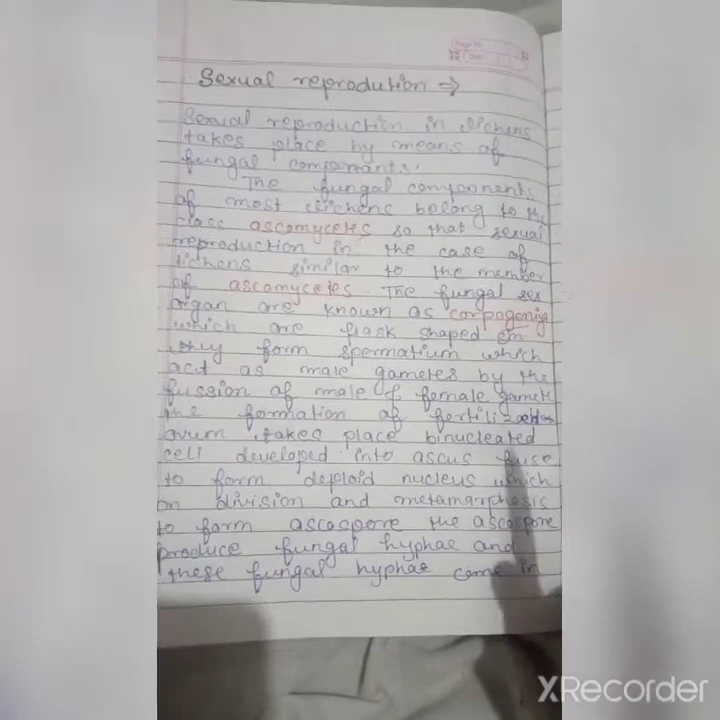 Sexual reprodution ⇒
Sexual reproduction in lichens
takes place by means of
fungal componants.
The fungal components
of most lichens belong to the
class ascomycetes so that sexual
reproduction in the case of
lichens similar to the member
of ascomycetes. The fungal sex
organ are known as carpogoniya
which are flask shaped
they form spermatium which
act as male gametes by the
fussion of male & female gamete
the formation of
ovum takes place binucleated
cell developed into ascus fuse
to form deploid nucleus which
on division and metamorphosis
to form ascospore the ascospore
produce fungal hyphae and
these fungal hyphae come in
XRecorder